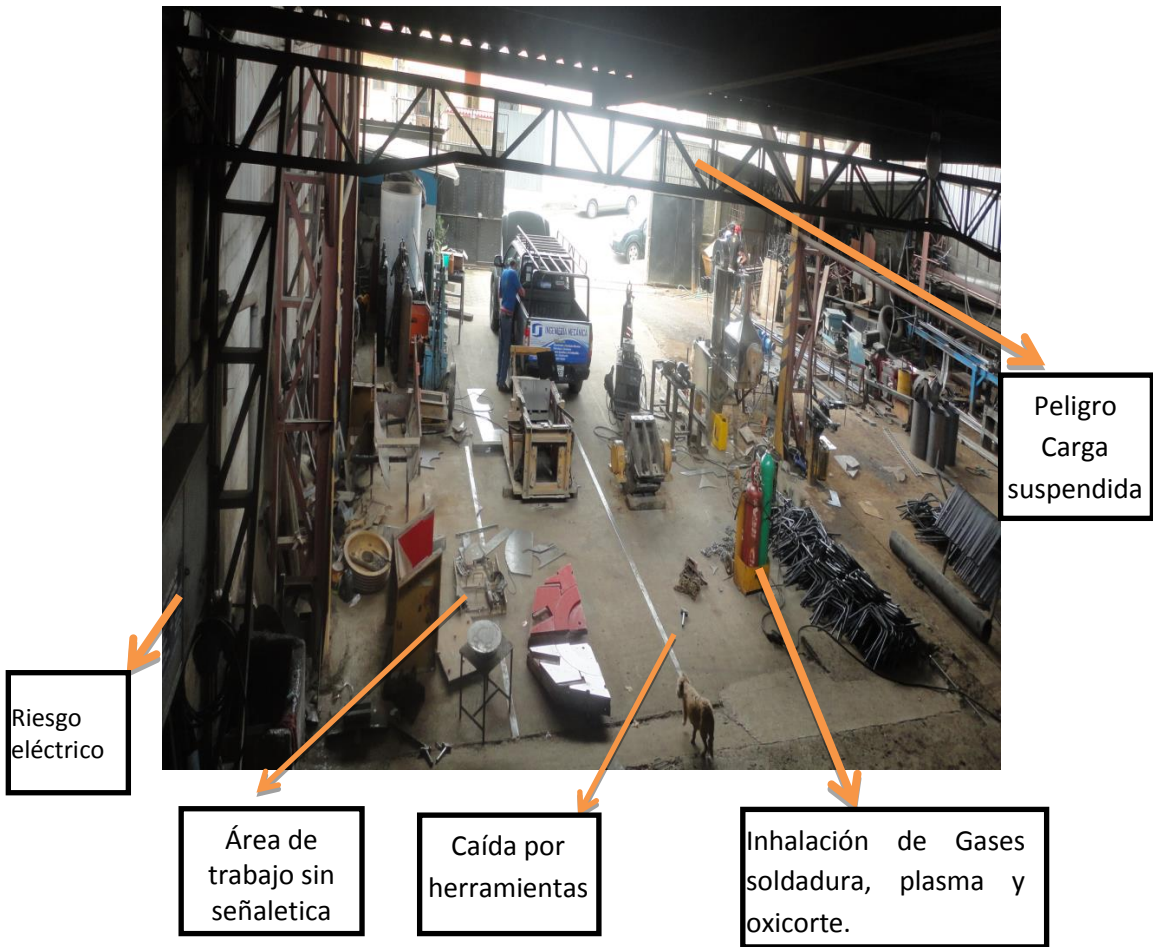 INGENIERÍA MECÁNICA
Peligro
Carga
suspendida
Riesgo
eléctrico
Área de
trabajo sin
señaletica
Caída por
herramientas
Inhalación de Gases
soldadura, plasma y
oxicorte.